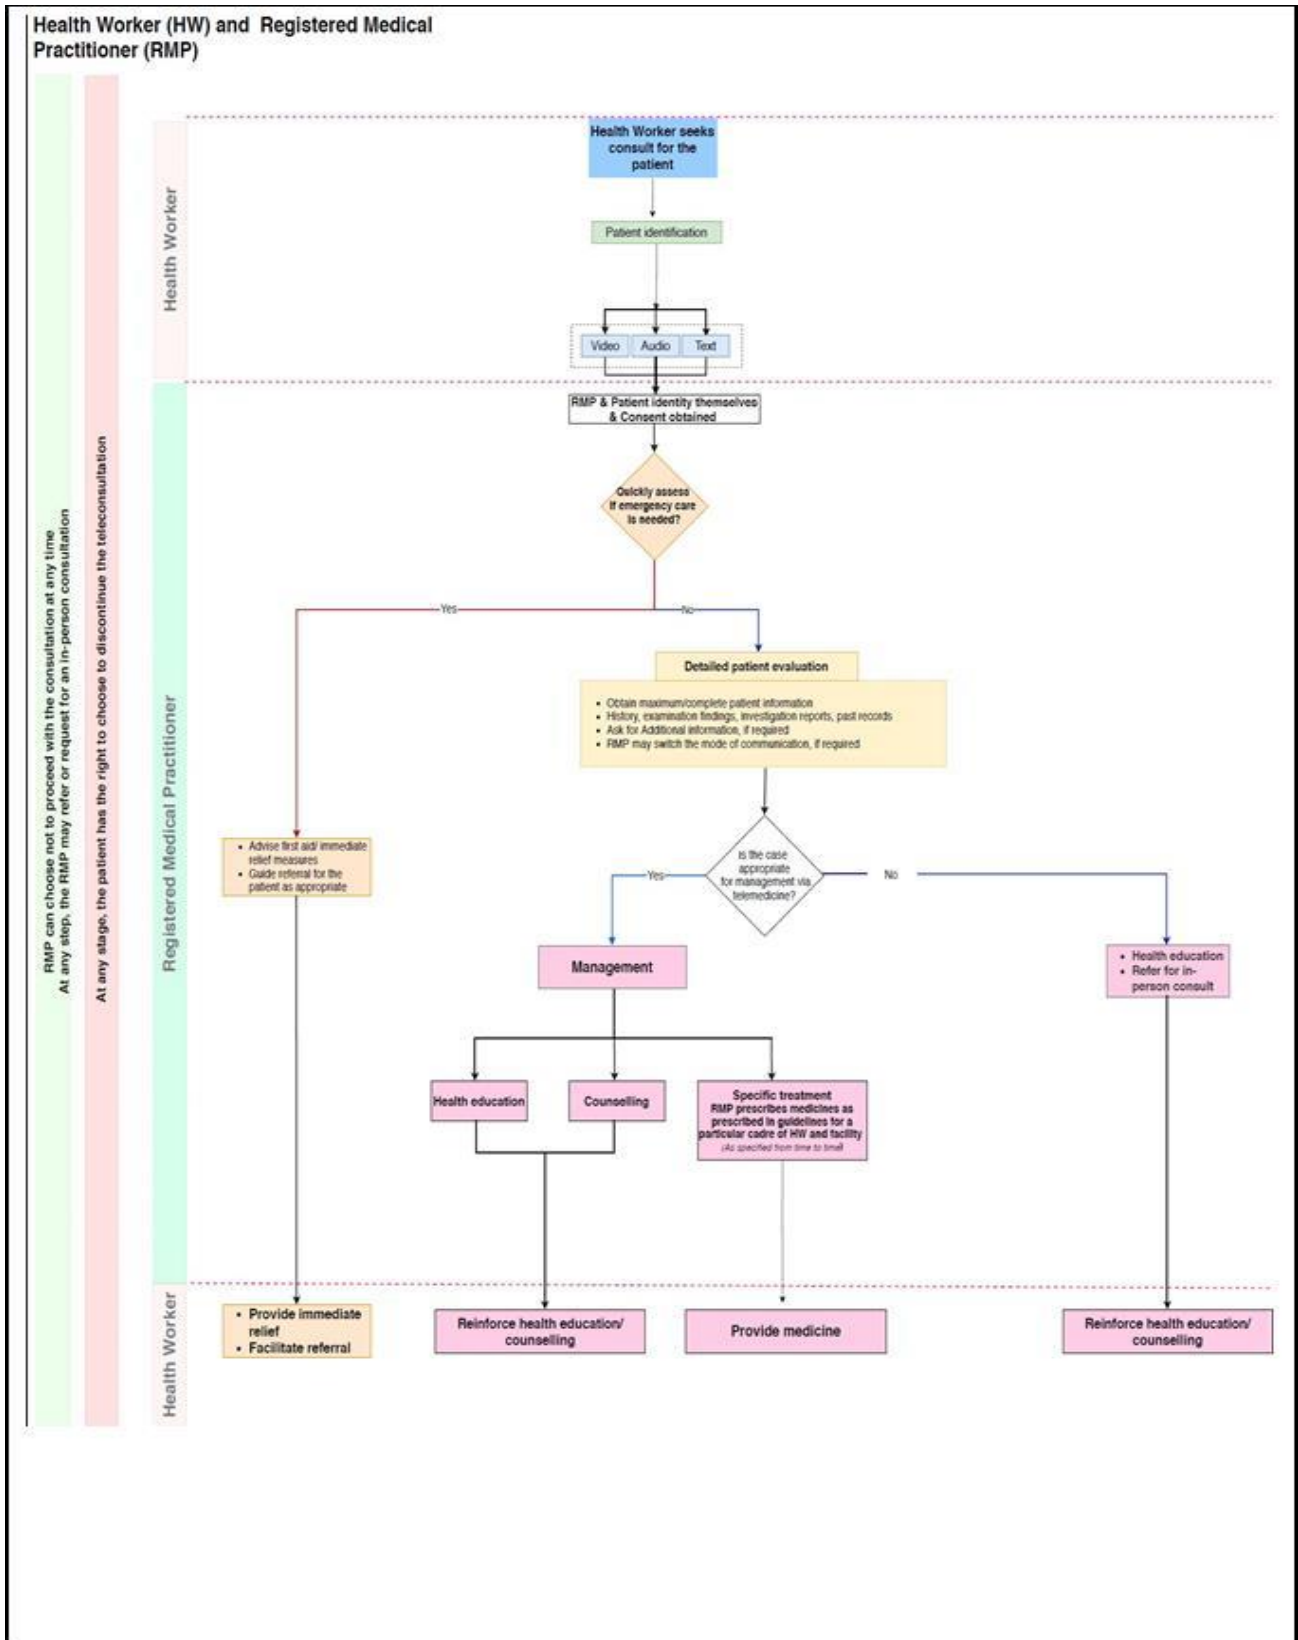 Health Worker (HW) and Registered Medical
Practitioner (RMP)
RMP can choose not to proceed with the consultation at any time
At any step, the RMP may refer or request for an in-person consultation
At any stage, the patient has the right to choose to discontinue the teleconsultation
Health Worker
Health Worker seeks
consult for the
patient
Patient identification
Video
Audio
Text
Registered Medical Practitioner
RMP & Patient identity themselves
& Consent obtained
Quickly assess
if emergency care
is needed?
Yes
No
Detailed patient evaluation
• Obtain maximum/complete patient information
• History, examination findings, investigation reports, past records
• Ask for Additional information, if required
• RMP may switch the mode of communication, if required
• Advise first aid/ immediate
relief measures
• Guide referral for the
patient as appropriate
Is the case
appropriate
for management via
telemedicine?
Yes
No
Management
• Health education
• Refer for in-
person consult
Health education
Counselling
Specific treatment
RMP prescribes medicines as
prescribed in guidelines for a
particular cadre of HW and facility
(As specified from time to time)
Health Worker
• Provide immediate
relief
• Facilitate referral
Reinforce health education/
counselling
Provide medicine
Reinforce health education/
counselling